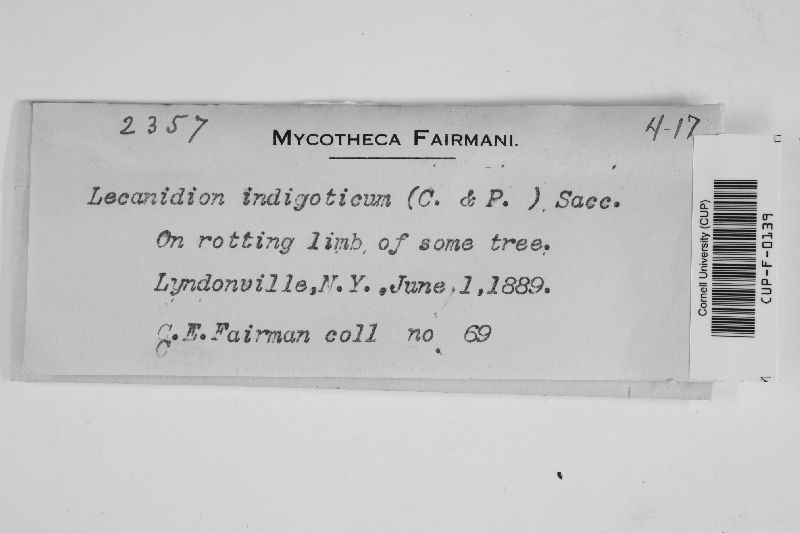 2357
4-17
MYCOTHECA FAIRMANI.
Lecanidion indigoticum (C. & P. ), Sacc.
On rotting limb, of some tree.
Lyndonville,N.Y.,June,1,1889.
C.E.Fairman coll no 69
Cornell University (CUP)
CUP-F-0139